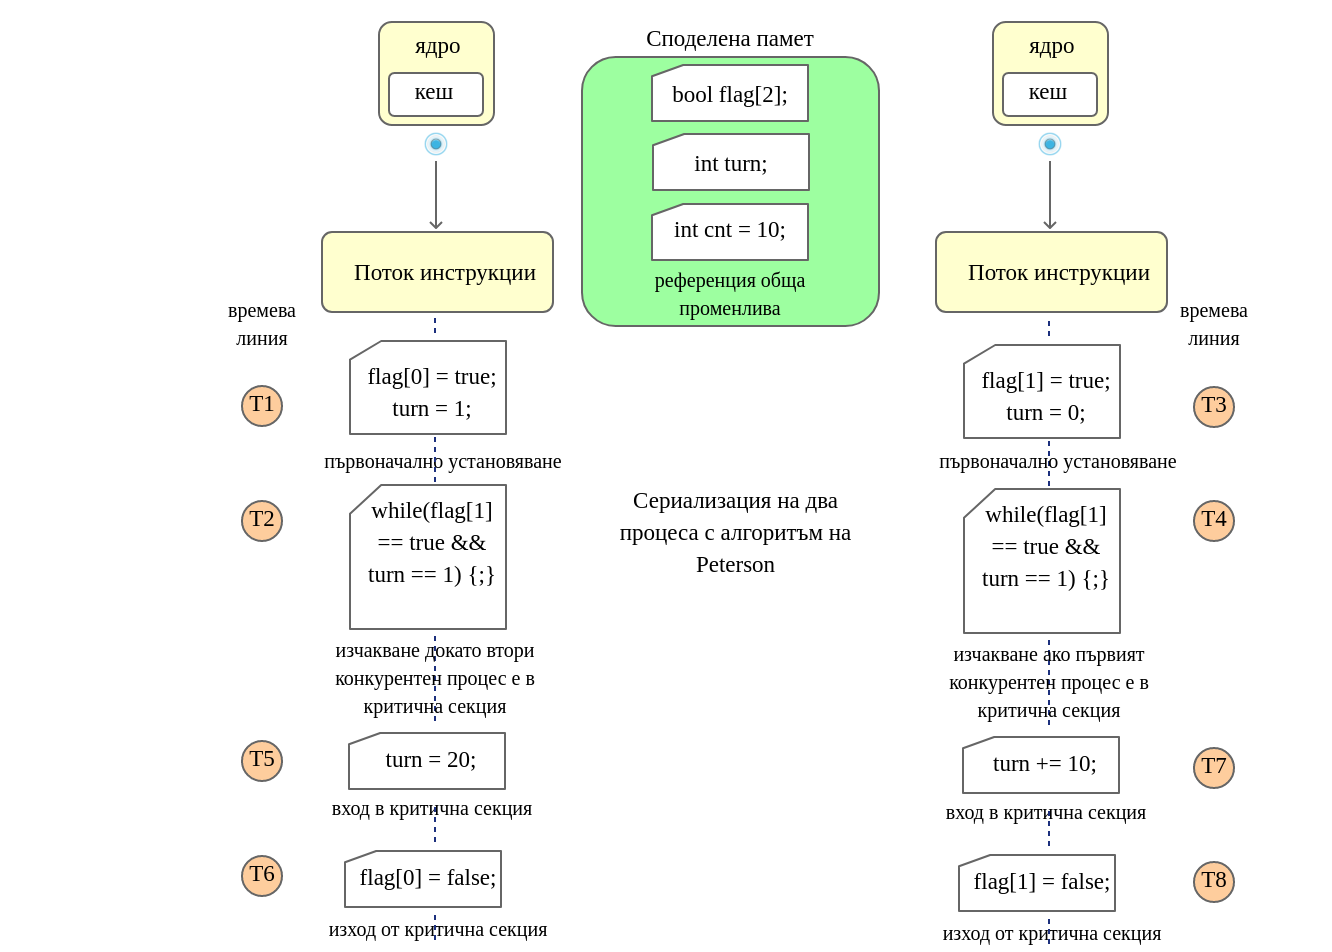 ядро
кеш
Споделена памет
bool flag[2];
int turn;
int cnt = 10;
референция обща
променлива
ядро
кеш
Поток инструкции
Поток инструкции
времева
линия
T1
flag[0] = true;
turn = 1;
първоначално установяване
T2
while(flag[1]
== true &&
turn == 1) {;}
изчакване докато втори
конкурентен процес е в
критична секция
T5
turn = 20;
вход в критична секция
T6
flag[0] = false;
изход от критична секция
Сериализация на два
процеса с алгоритъм на
Peterson
времева
линия
flag[1] = true;
turn = 0;
T3
първоначално установяване
while(flag[1]
== true &&
turn == 1) {;}
T4
изчакване ако първият
конкурентен процес е в
критична секция
turn += 10;
T7
вход в критична секция
flag[1] = false;
T8
изход от критична секция